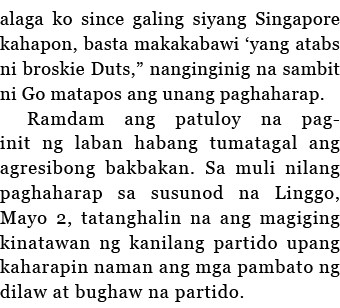 alaga ko since galing siyang Singapore
kahapon, basta makakabawi ‘yang atabs
ni broskie Duts,” nanginginig na sambit
ni Go matapos ang unang paghaharap.
Ramdam ang patuloy na pag-
init ng laban habang tumatagal ang
agresibong bakbakan. Sa muli nilang
paghaharap sa susunod na Linggo,
Mayo 2, tatanghalin na ang magiging
kinatawan ng kanilang partido upang
kaharapin naman ang mga pambato ng
dilaw at bughaw na partido.